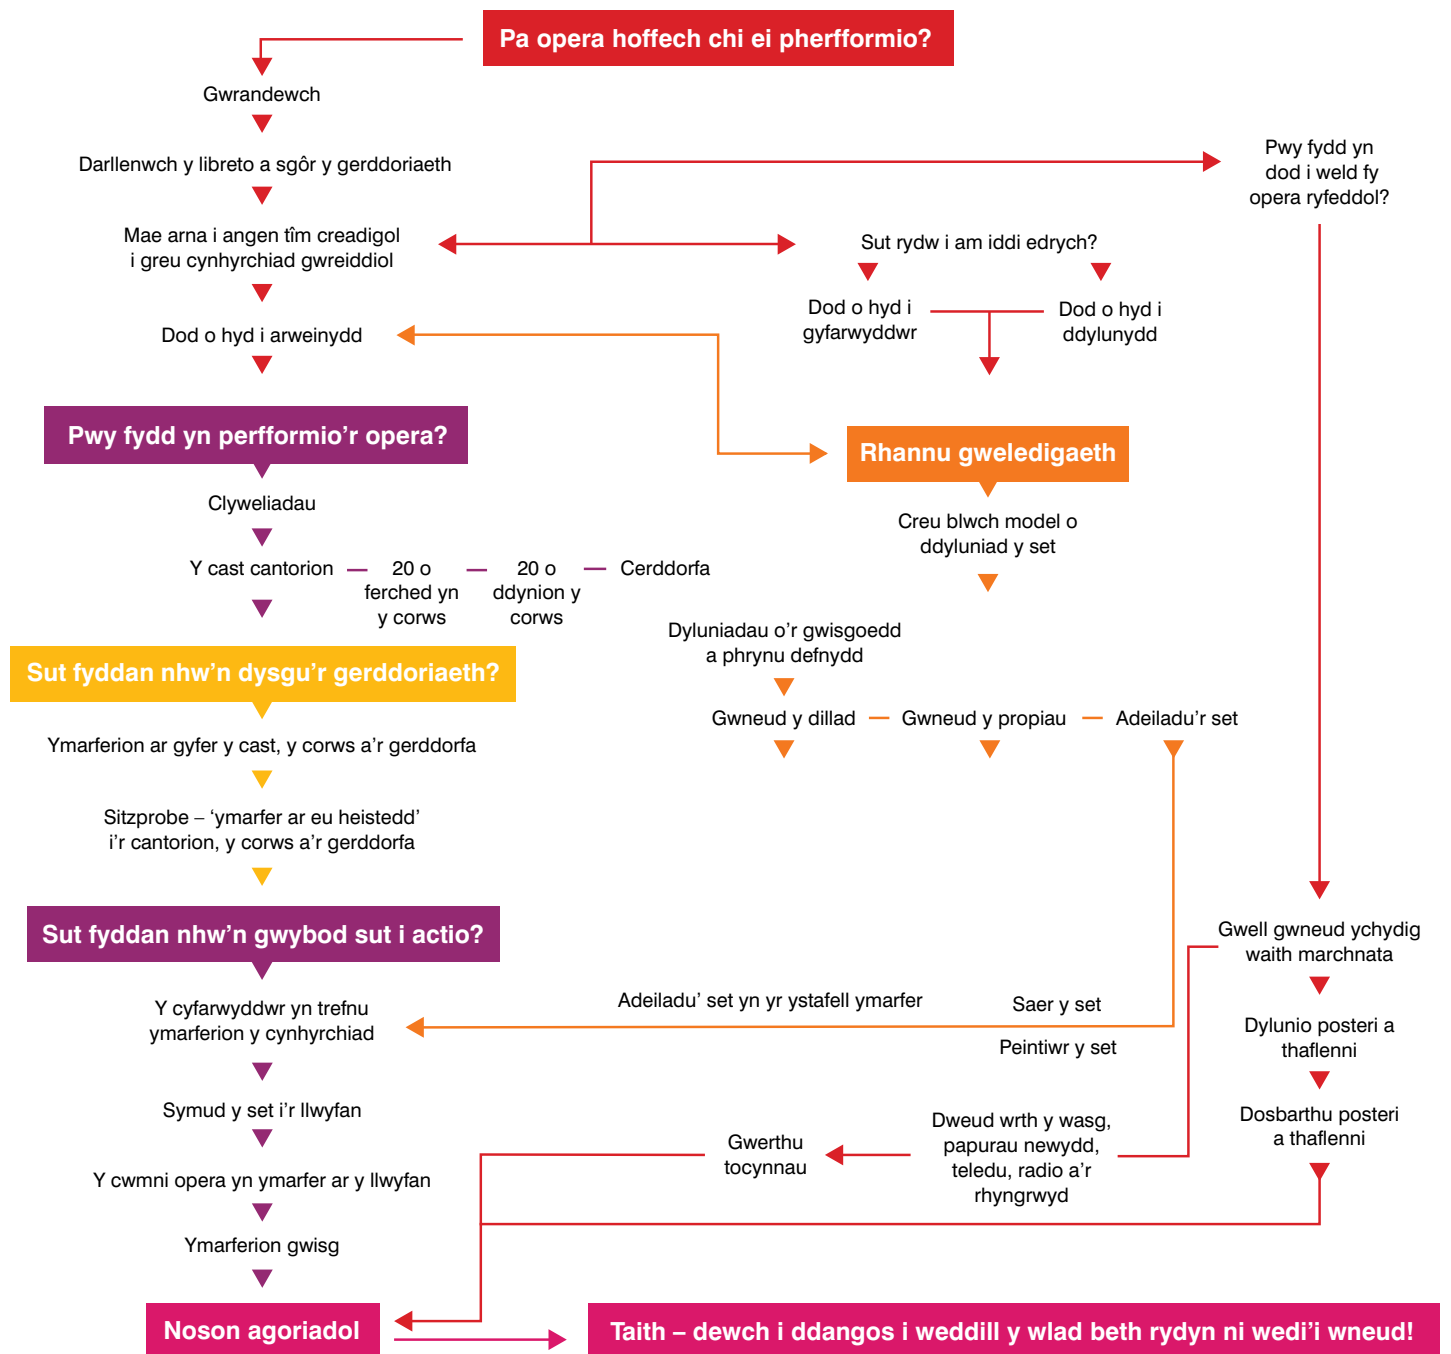 Pa opera hoffech chi ei pherfformio?
Gwrandewch
Darllenwch y libreto a sgôr y gerddoriaeth
Mae arna i angen tîm creadigol
i greu cynhyrchiad gwreiddiol
Dod o hyd i arweinydd
Pwy fydd yn
dod i weld fy
opera ryfeddol?
Sut rydw i am iddi edrych?
Dod o hyd i
gyfarwyddwr
Dod o hyd i
ddylunydd
Pwy fydd yn perfformio’r opera?
Clyweliadau
Y cast cantorion
20 o
ferched yn
y corws
20 o
ddynion y
corws
Cerddorfa
Rhannu gweledigaeth
Creu blwch model o
ddyluniad y set
Dyluniadau o’r gwisgoedd
a phrynu defnydd
Gwneud y dillad
Gwneud y propiau
Adeiladu’r set
Sut fyddan nhw’n dysgu’r gerddoriaeth?
Ymarferion ar gyfer y cast, y corws a’r gerddorfa
Sitzprobe – ‘ymarfer ar eu heistedd’
i’r cantorion, y corws a’r gerddorfa
Sut fyddan nhw’n gwybod sut i actio?
Y cyfarwyddwr yn trefnu
ymarferion y cynhyrchiad
Adeiladu’ set yn yr ystafell ymarfer
Saer y set
Peintiwr y set
Gwell gwneud ychydig
waith marchnata
Dylunio posteri a
thaflenni
Dosbarthu posteri
a thaflenni
Symud y set i’r llwyfan
Dweud wrth y wasg,
papurau newydd,
teledu, radio a’r
rhyngrwyd
Gwerthu
tocynnau
Y cwmni opera yn ymarfer ar y llwyfan
Ymarferion gwisg
Noson agoriadol
Taith – dewch i ddangos i weddill y wlad beth rydyn ni wedi’i wneud!